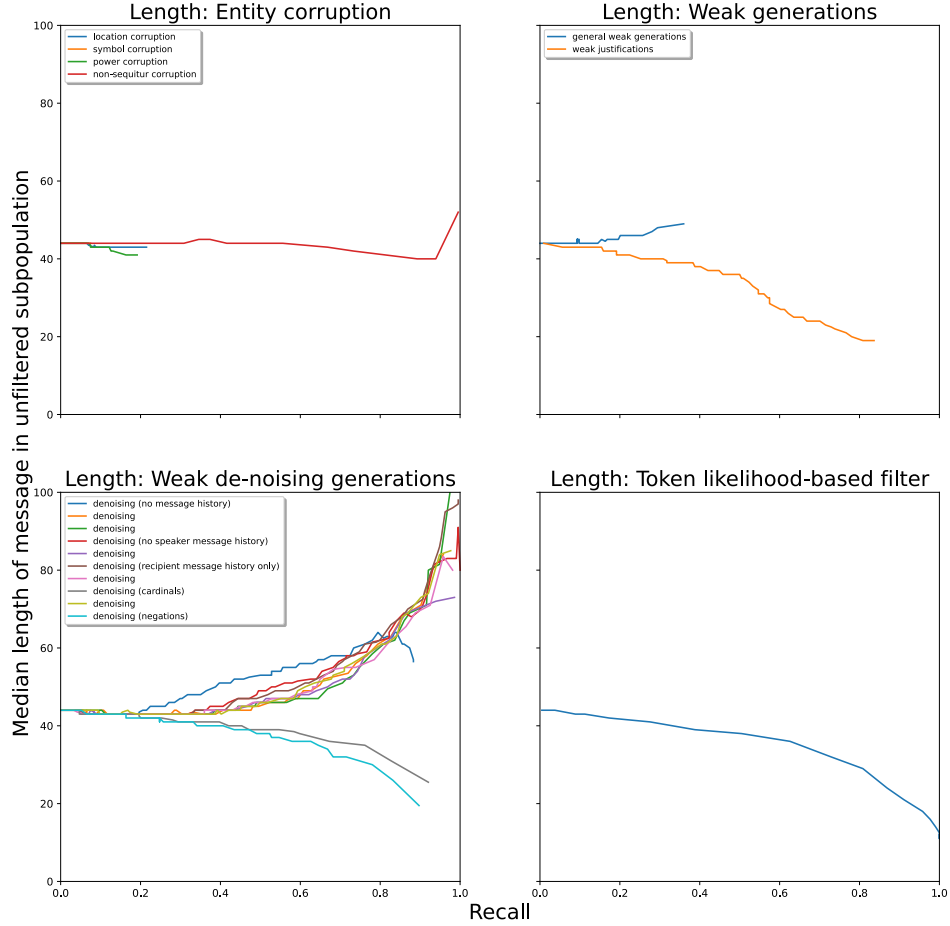 Length: Entity corruption
100
80
60
40
20
0
location corruption
symbol corruption
power corruption
non-sequitur corruption
Length: Weak generations
general weak generations
weak justifications
Median length of message in unfiltered subpopulation
Length: Weak de-noising generations
100
80
60
40
20
0
denoising (no message history)
denoising
denoising
denoising (no speaker message history)
denoising
denoising (recipient message history only)
denoising
denoising (cardinals)
denoising
denoising (negations)
0.0 0.2 0.4 0.6 0.8 1.0
Length: Token likelihood-based filter
0.0 0.2 0.4 0.6 0.8 1.0
Recall